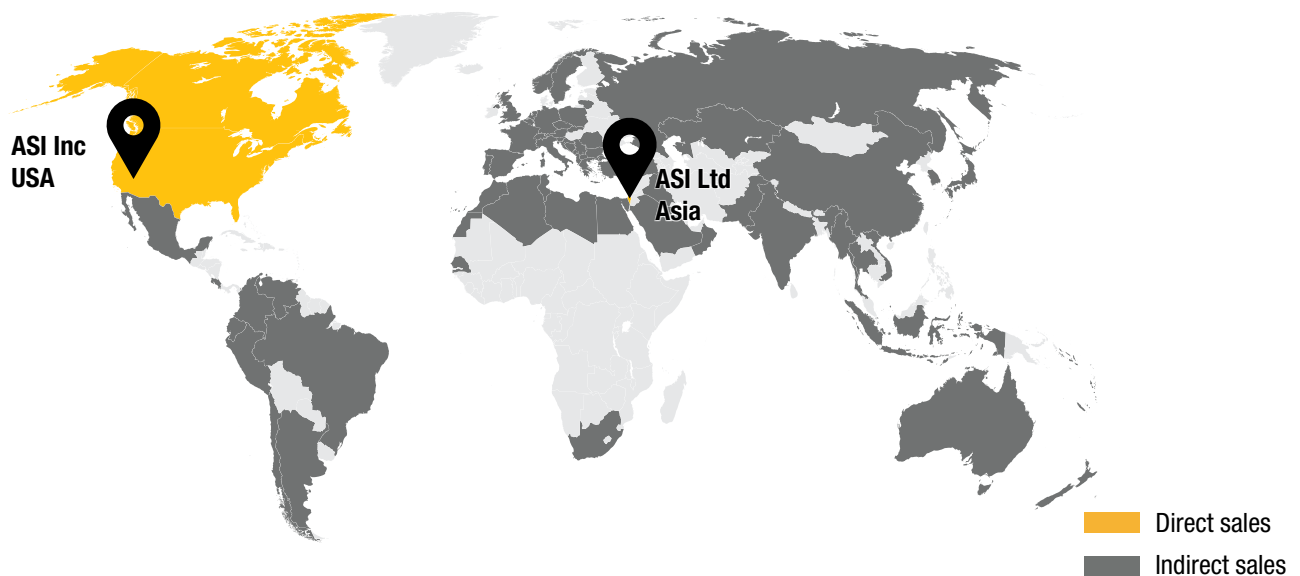 ASI Inc
USA
ASI Ltd
Asia
Direct sales
Indirect sales